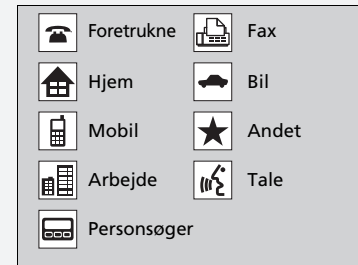 Foretrukne Fax
Hjem Bil
Mobil Andet
Arbejde Tale
Personsøger